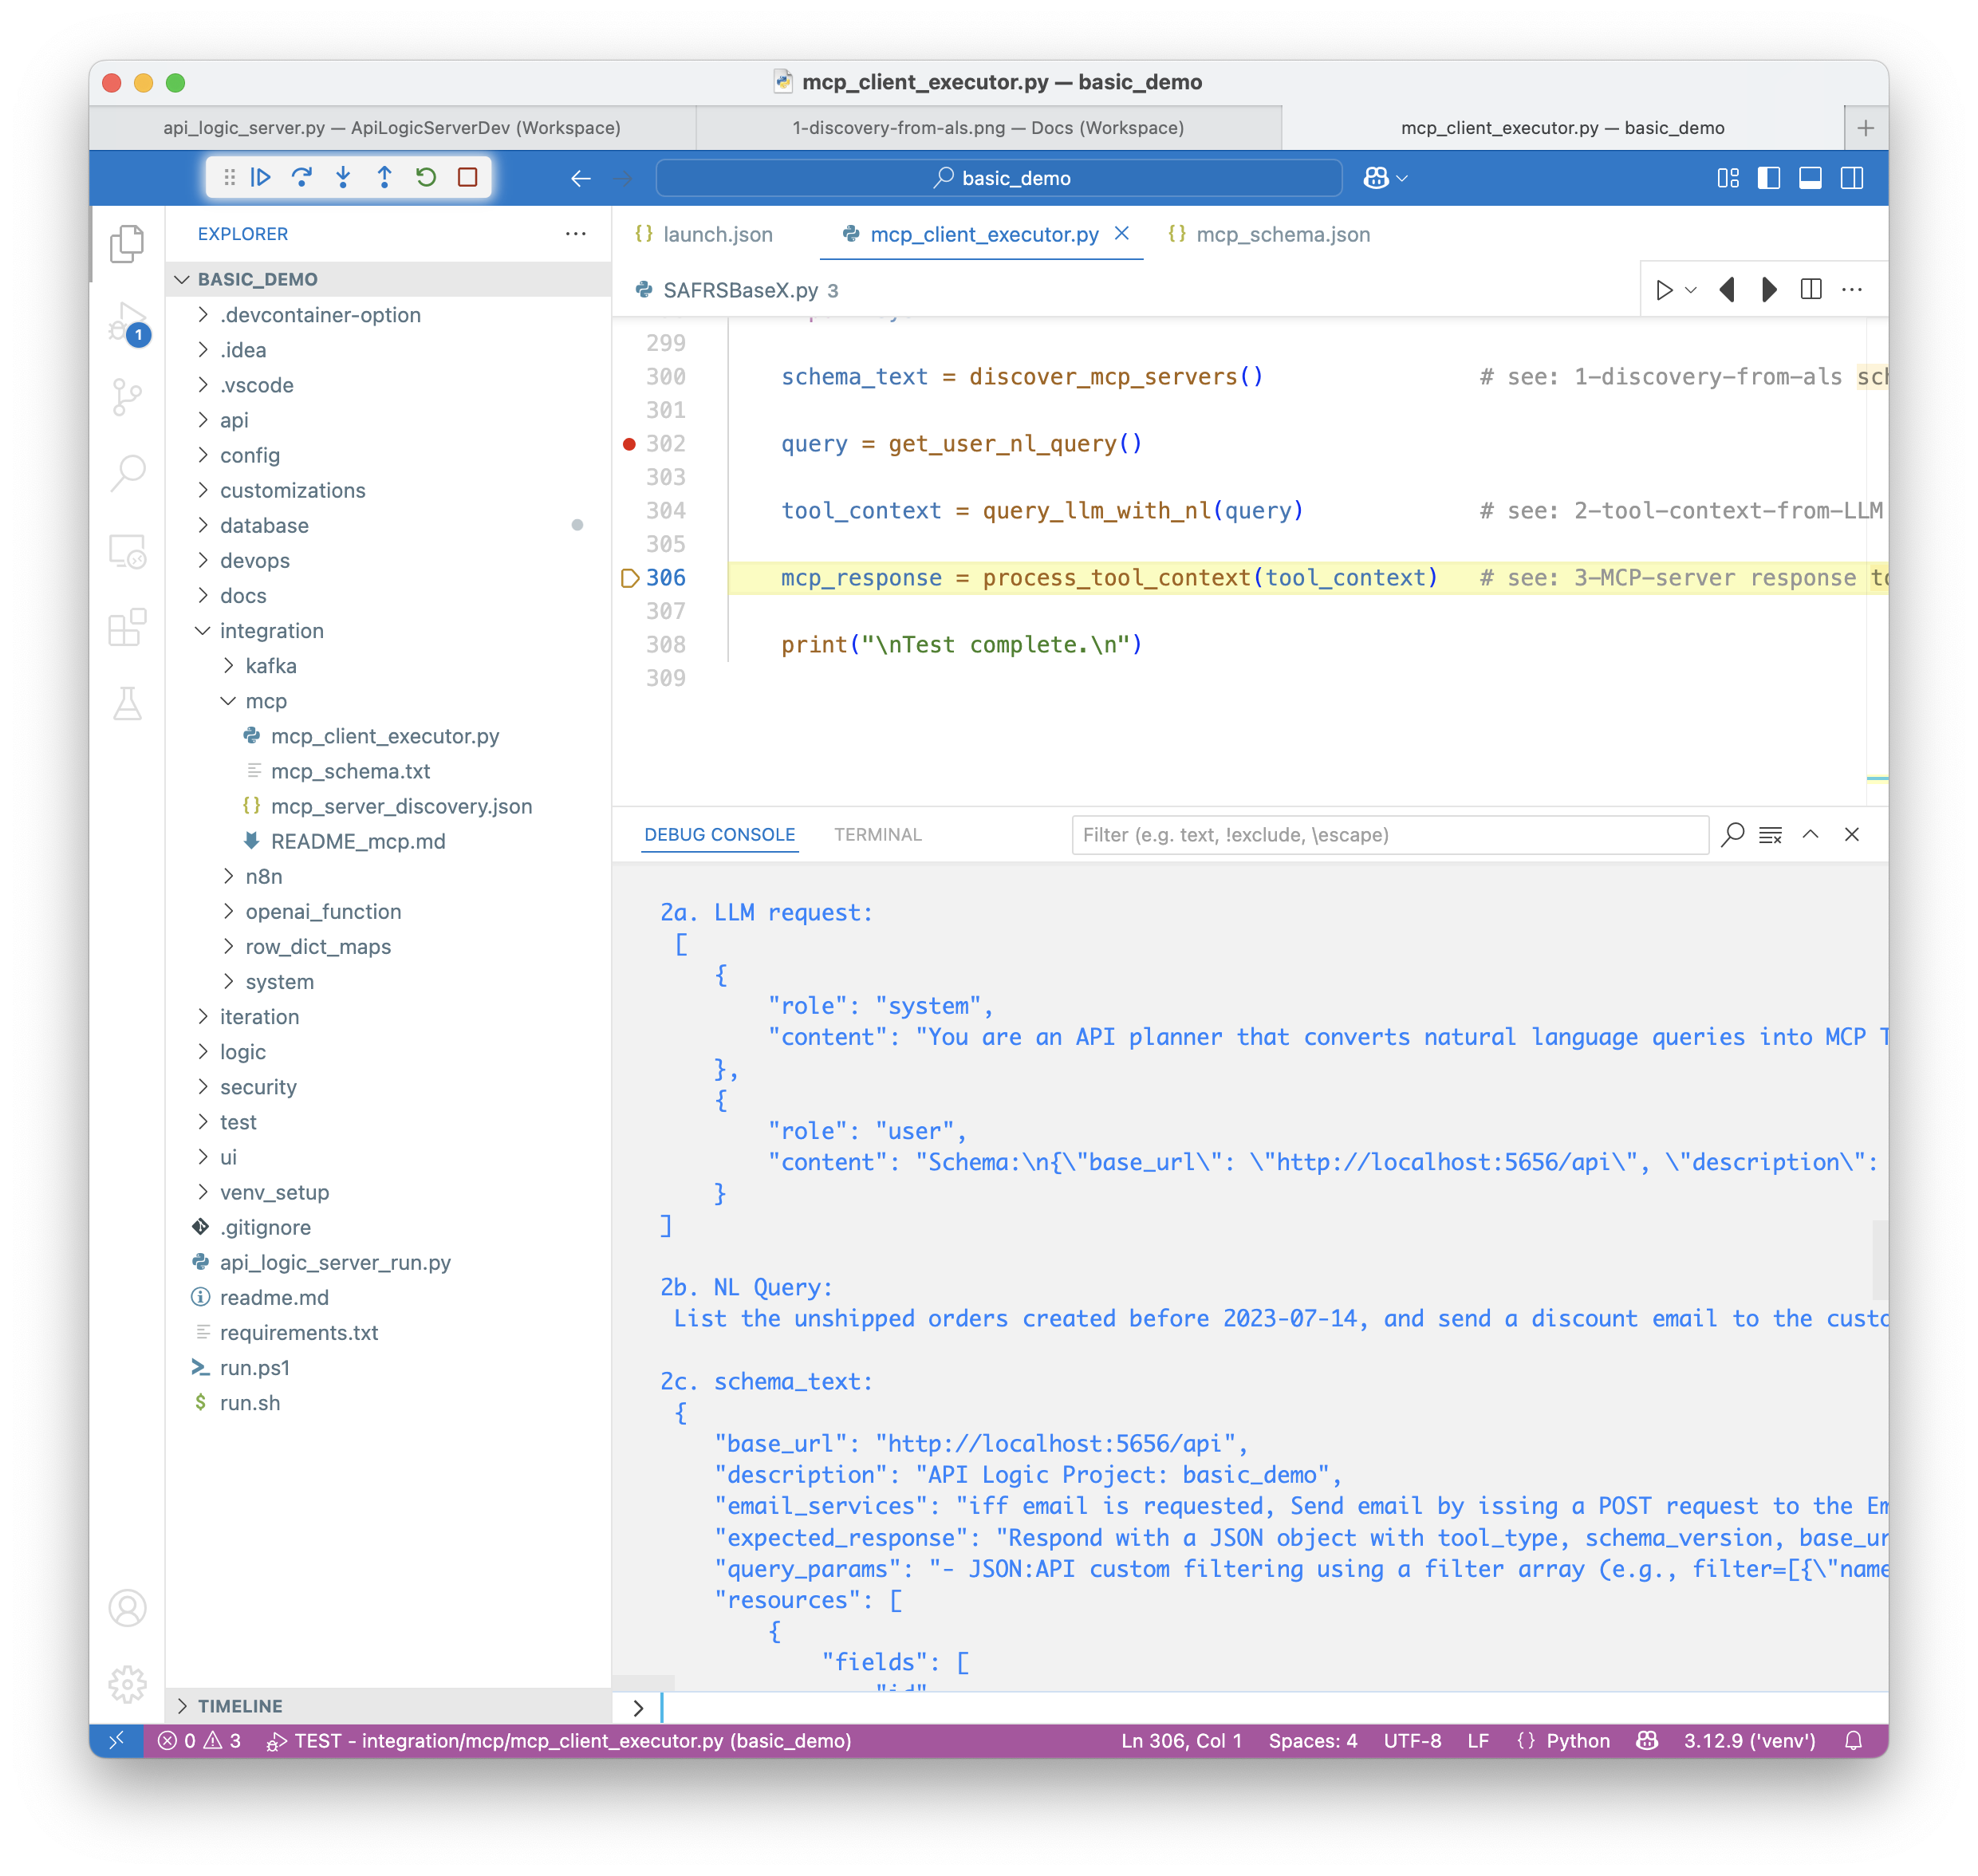 mcp_client_executor.py — basic_demo
api_logic_server.py — ApiLogicServerDev (Workspace)
1-discovery-from-als.png — Docs (Workspace)
mcp_client_executor.py — basic_demo
basic_demo
EXPLORER
BASIC_DEMO
.devcontainer-option
.idea
.vscode
api
config
customizations
database
devops
docs
integration
kafka
mcp
mcp_client_executor.py
mcp_schema.txt
mcp_server_discovery.json
README_mcp.md
n8n
openai_function
row_dict_maps
system
iteration
logic
security
test
ui
venv_setup
.gitignore
api_logic_server_run.py
readme.md
requirements.txt
run.ps1
run.sh
TIMELINE
1
launch.json
mcp_client_executor.py
mcp_schema.json
SAFRSBaseX.py 3
299
300 schema_text = discover_mcp_servers() # see: 1-discovery-from-als sch
301
302 query = get_user_nl_query()
303
304 tool_context = query_llm_with_nl(query) # see: 2-tool-context-from-LLM
305
306 mcp_response = process_tool_context(tool_context) # see: 3-MCP-server response to
307
308 print("\nTest complete.\n")
309
DEBUG CONSOLE
TERMINAL
Filter (e.g. text, !exclude, \escape)
2a. LLM request:
[
{
"role": "system",
"content": "You are an API planner that converts natural language queries into MCP T
},
{
"role": "user",
"content": "Schema:\n{\"base_url\": \"http://localhost:5656/api\", \"description\":
}
]
2b. NL Query:
List the unshipped orders created before 2023-07-14, and send a discount email to the custo
2c. schema_text:
{
"base_url": "http://localhost:5656/api",
"description": "API Logic Project: basic_demo",
"email_services": "iff email is requested, Send email by issing a POST request to the Em
"expected_response": "Respond with a JSON object with tool_type, schema_version, base_ur
"query_params": "- JSON:API custom filtering using a filter array (e.g., filter=[{\"name
"resources": [
{
"fields": [
"id"
0 3 TEST - integration/mcp/mcp_client_executor.py (basic_demo)
Ln 306, Col 1 Spaces: 4 UTF-8 LF {} Python 3.12.9 ('venv')